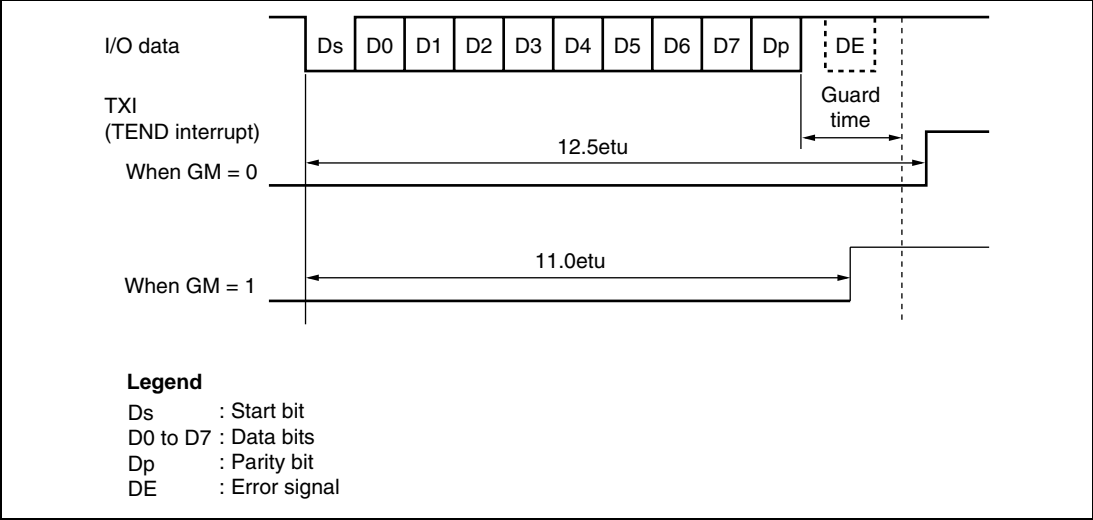 I/O data
Ds D0 D1 D2 D3 D4 D5 D6 D7 Dp DE
Guard
time
TXI
(TEND interrupt)
12.5etu
When GM = 0
11.0etu
When GM = 1
Legend
Ds : Start bit
D0 to D7 : Data bits
Dp : Parity bit
DE : Error signal